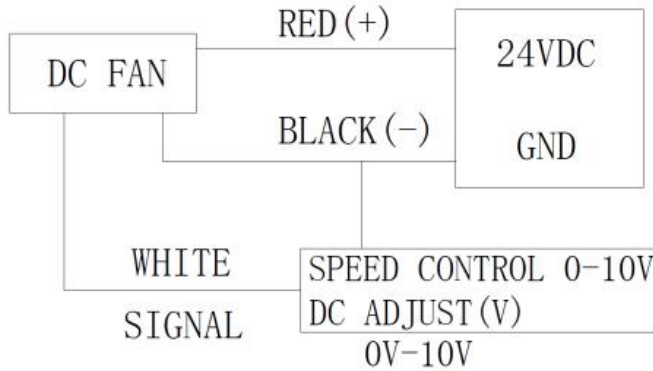 RED(+)
DC FAN
24VDC
BLACK(-)
GND
WHITE
SIGNAL
SPEED CONTROL 0-10V
DC ADJUST(V)
0V-10V